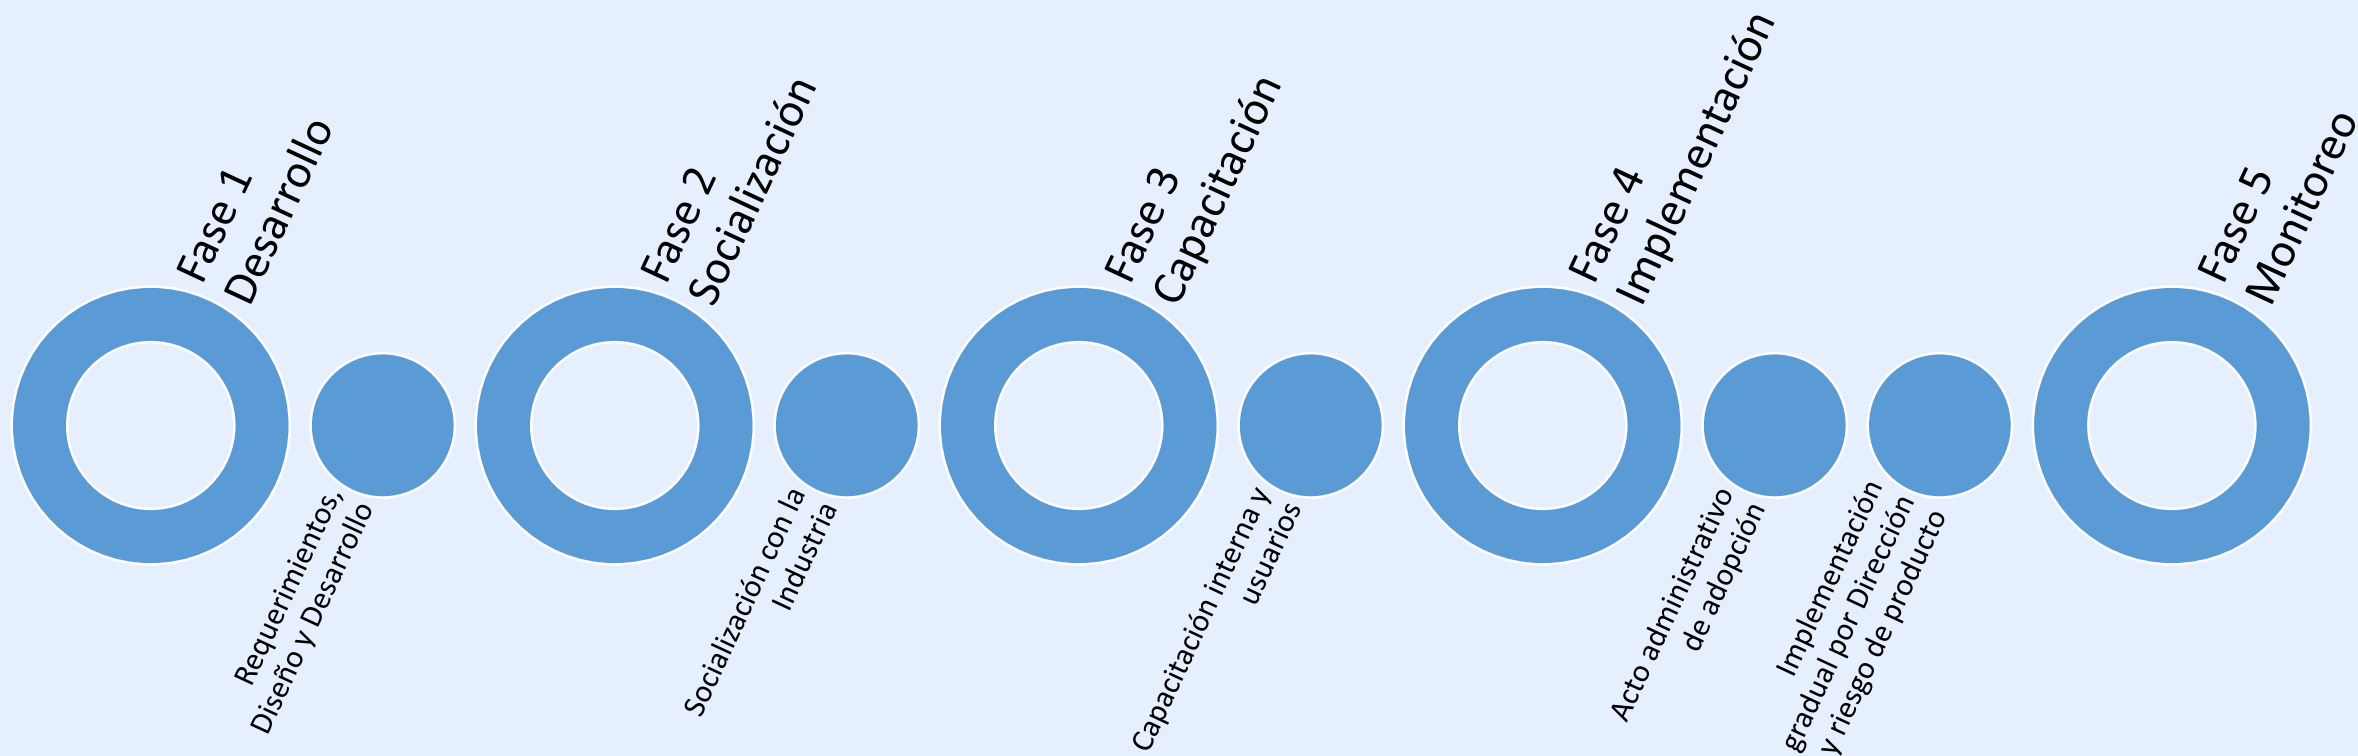 Fase 1
Desarrollo
Requerimientos,
Diseño y Desarrollo
Fase 2
Socialización
Socialización con la
Industria
Fase 3
Capacitación
Capacitación interna y
usuarios
Fase 4
Implementación
Acto administrativo
de adopción
Implementación
gradual por Dirección
y riesgo de producto
Fase 5
Monitoreo